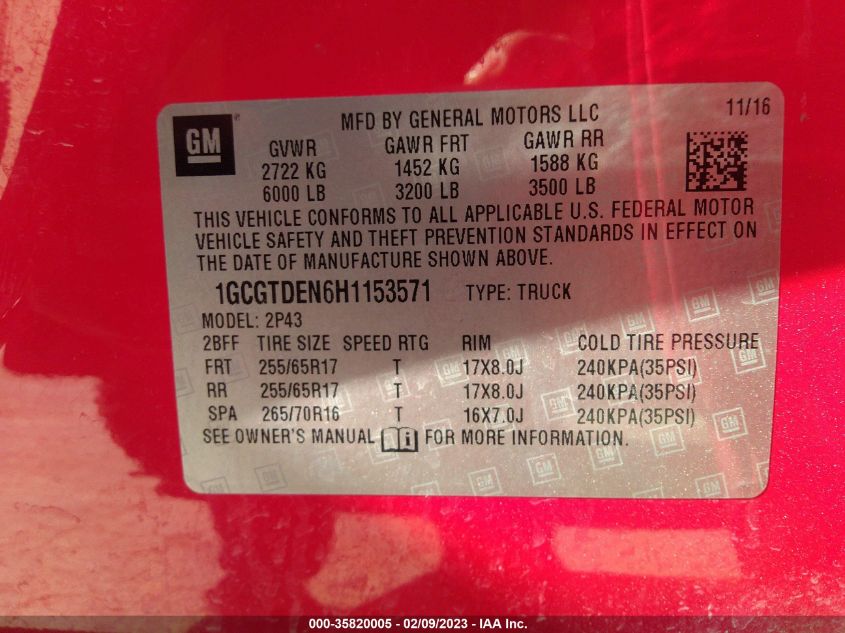 MFD BY GENERAL MOTORS LLC 11/16
GM
GVWR GAWR FRT GAWR RR
2722 KG 1452 KG 1588 KG
6000 LB 3200 LB 3500 LB
THIS VEHICLE CONFORMS TO ALL APPLICABLE U.S. FEDERAL MOTOR
VEHICLE SAFETY AND THEFT PREVENTION STANDARDS IN EFFECT ON
THE DATE OF MANUFACTURE SHOWN ABOVE.
1GCGTDEN6H1153571 TYPE: TRUCK
MODEL: 2P43
2BFF TIRE SIZE SPEED RTG RIM COLD TIRE PRESSURE
FRT 255/65R17 T 17X8.0J 240KPA(35PSI)
RR 255/65R17 T 17X8.0J 240KPA(35PSI)
SPA 265/70R16 T 16X7.0J 240KPA(35PSI)
SEE OWNER'S MANUAL FOR MORE INFORMATION.
000-35820005 - 02/09/2023 - IAA Inc.